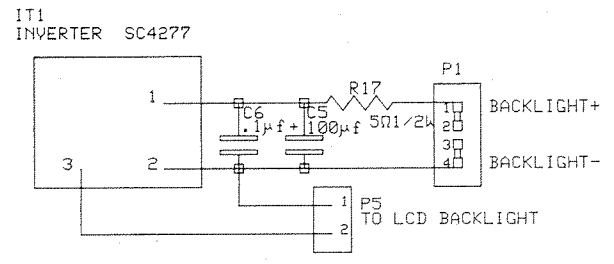 IT1
INVERTER SC4277
P1
R17
1
1
BACKLIGHT+
C6
C5
.1µf
+
100µf
5Ω1/2W
2
3
3
2
4
BACKLIGHT-
1
P5
TO LCD BACKLIGHT
2